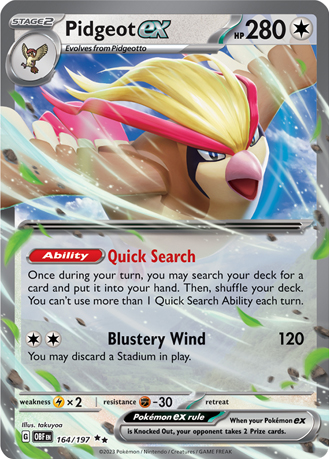 STAGE2 Pidgeot ex HP 280
Evolves from Pidgeotto
Ability Quick Search
Once during your turn, you may search your deck for a
card and put it into your hand. Then, shuffle your deck.
You can't use more than 1 Quick Search Ability each turn.
Blustery Wind 120
You may discard a Stadium in play.
weakness ×2 resistance -30 retreat
Illus. takuyoa
Pokémon ex rule
When your Pokémon ex
is Knocked Out, your opponent takes 2 Prize cards.
G OBF EN 164/197 ★★
©2023 Pokémon / Nintendo / Creatures / GAME FREAK